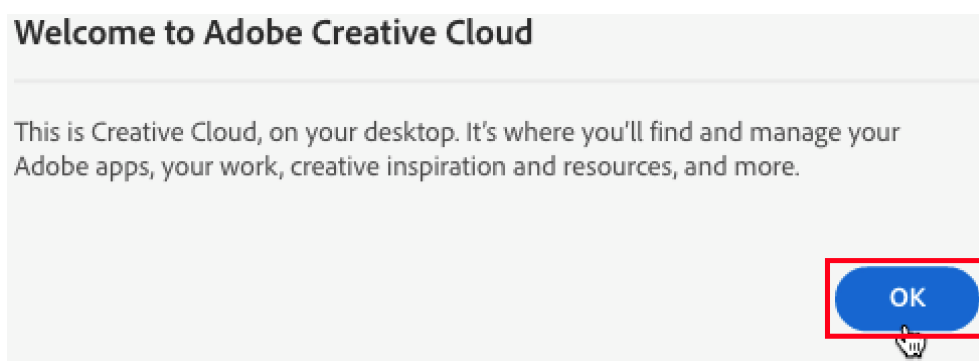 Welcome to Adobe Creative Cloud
This is Creative Cloud, on your desktop. It's where you'll find and manage your
Adobe apps, your work, creative inspiration and resources, and more.
OK